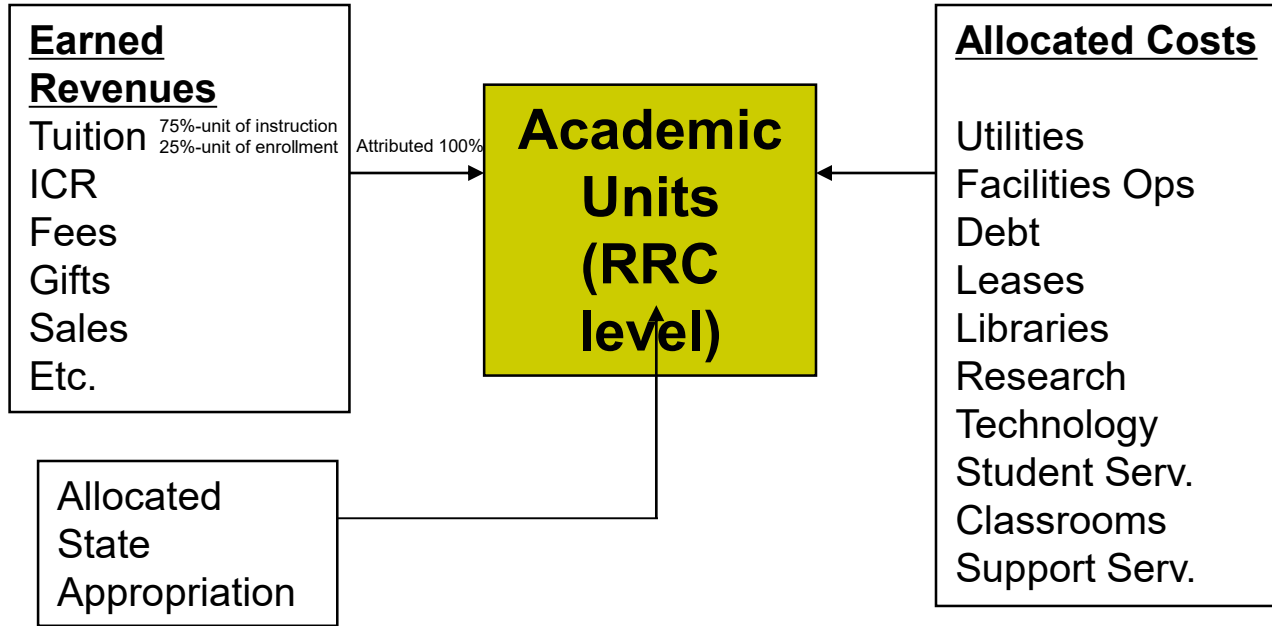 Earned
Revenues
Tuition
75%-unit of instruction
25%-unit of enrollment
ICR
Fees
Gifts
Sales
Etc.
Attributed 100%
Academic
Units
(RRC
level)
Allocated Costs
Utilities
Facilities Ops
Debt
Leases
Libraries
Research
Technology
Student Serv.
Classrooms
Support Serv.
Allocated
State
Appropriation